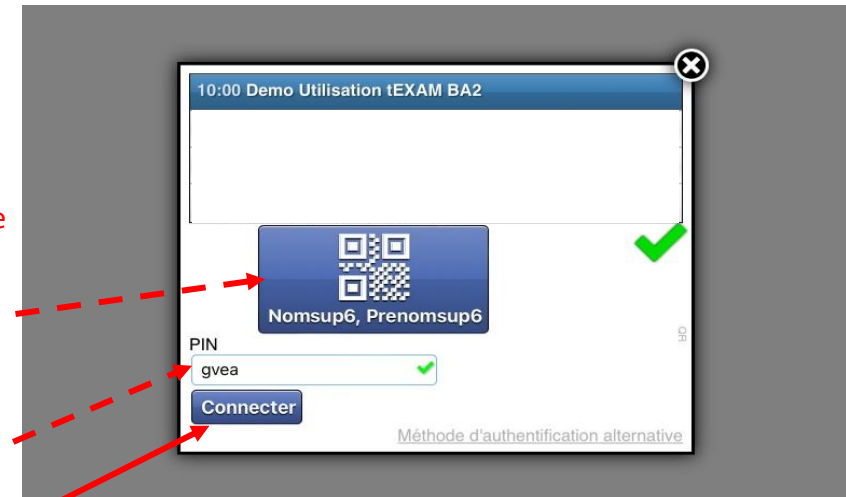 10:00 Demo Utilisation tEXAM BA2
e
Nomsup6, Prenomsup6
QR
PIN
gvea
Connecter
Méthode d'authentification alternative